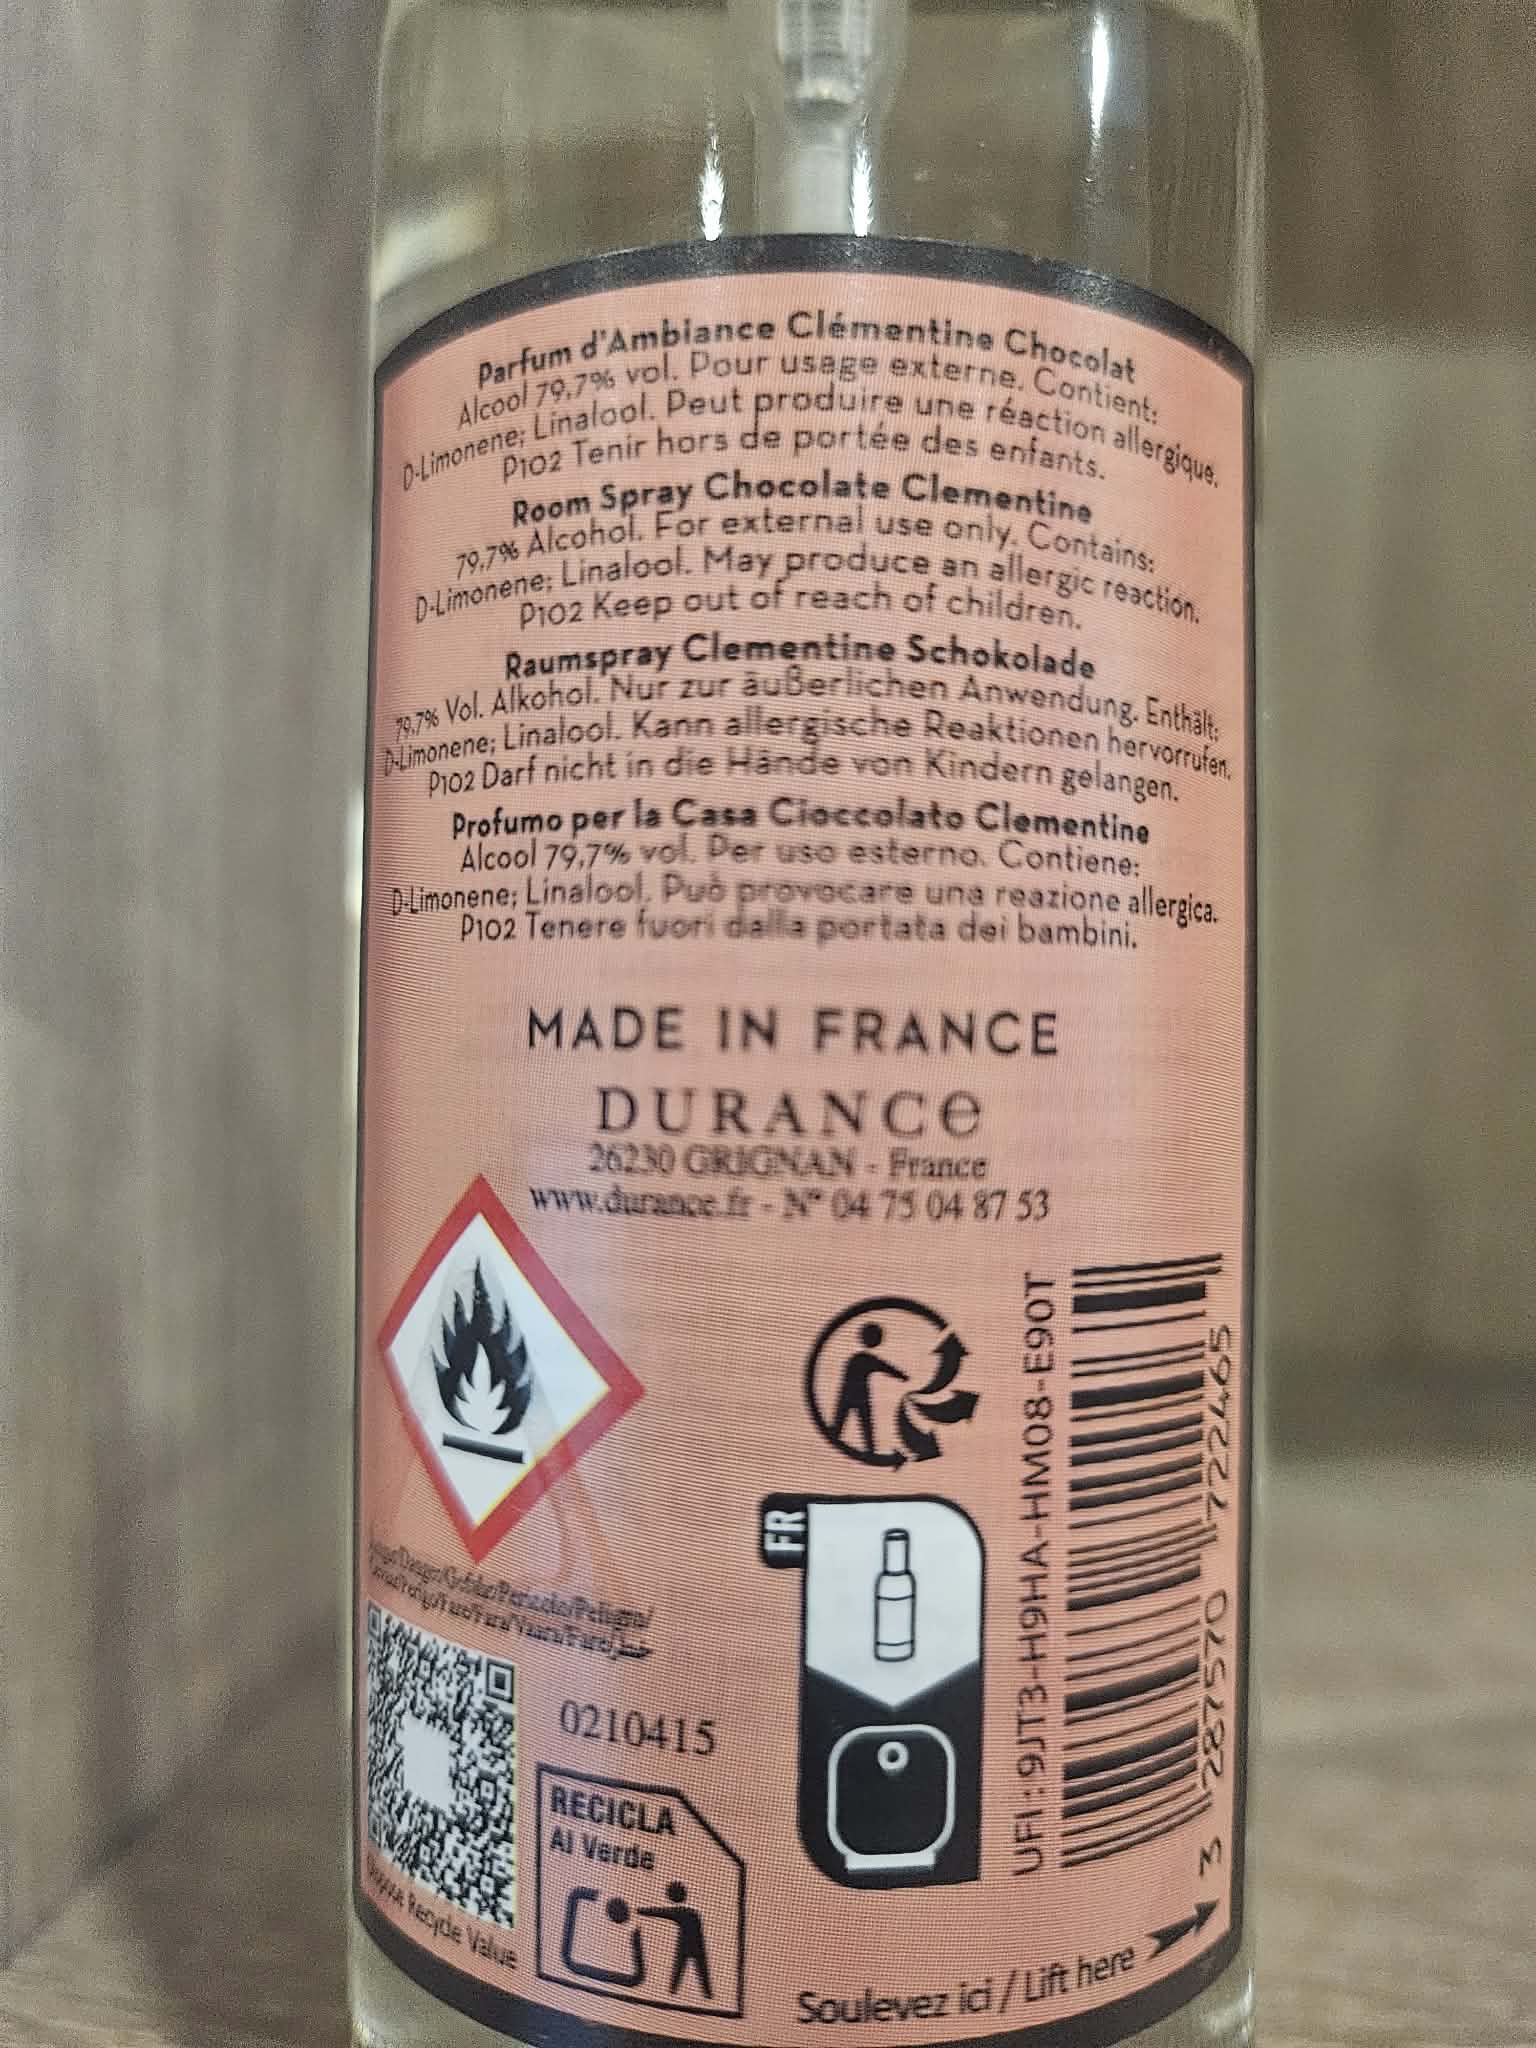 Parfum d'Ambiance Clémentine Chocolat
Alcool 79,7% vol. Pour usage externe. Contient:
D-Limonene; Linalool. Peut produire une réaction allergique.
P102 Tenir hors de portée des enfants.
Room Spray Chocolate Clementine
79,7% Alcohol. For external use only. Contains:
D-Limonene; Linalool. May produce an allergic reaction.
P102 Keep out of reach of children.
Raumspray Clementine Schokolade
79,7% Vol. Alkohol. Nur zur äußerlichen Anwendung. Enthält:
D-Limonene; Linalool. Kann allergische Reaktionen hervorrufen.
P102 Darf nicht in die Hände von Kindern gelangen.
Profumo per la Casa Cioccolato Clementine
Alcool 79,7% vol. Per uso esterno. Contiene:
D-Limonene; Linalool. Può provocare una reazione allergica.
P102 Tenere fuori dalla portata dei bambini.
MADE IN FRANCE
DURANCe
26230 GRIGNAN - France
www.durance.fr - N° 04 75 04 87 53
FR
0210415
RECICLA
Al Verde
Recycle Value
UFI:9JT3-H9HA-HM08-E90T
3 287570 722465
Soulevez ici / Lift here